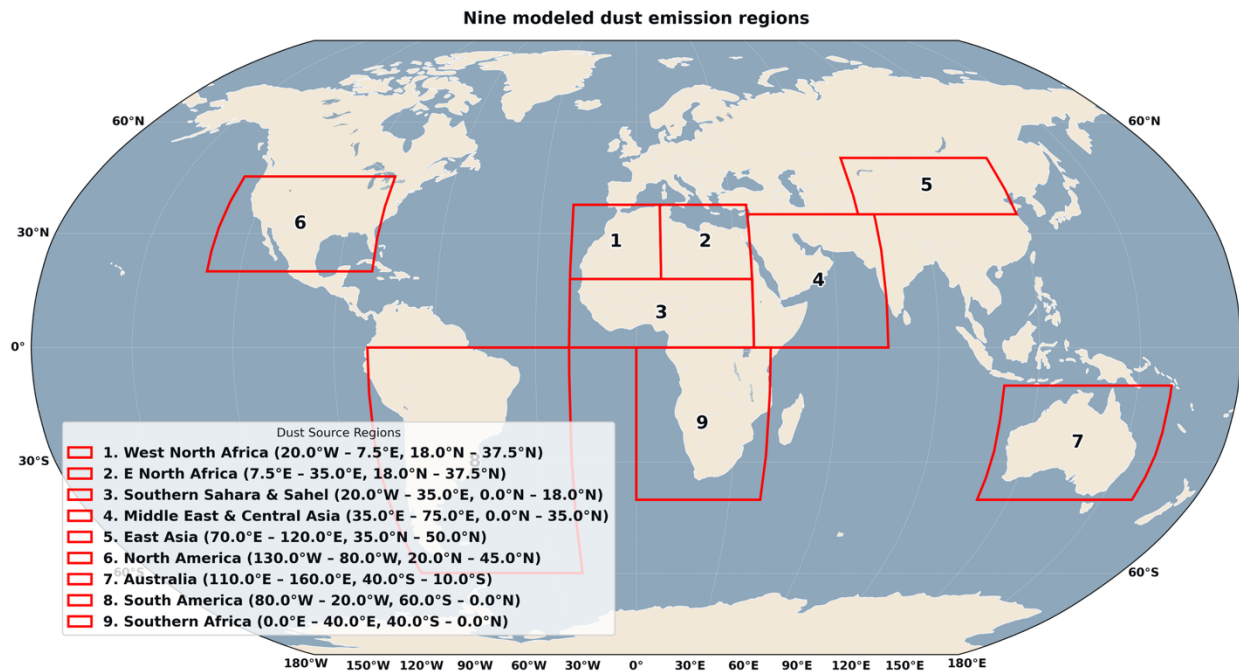 Nine modeled dust emission regions
60°N
60°N
6
5
30°N
1
2
30°N
4
3
0°
0°
9
7
30°S
30°S
8
60°S
60°S
Dust Source Regions
1. West North Africa (20.0°W – 7.5°E, 18.0°N – 37.5°N)
2. E North Africa (7.5°E – 35.0°E, 18.0°N – 37.5°N)
3. Southern Sahara & Sahel (20.0°W – 35.0°E, 0.0°N – 18.0°N)
4. Middle East & Central Asia (35.0°E – 75.0°E, 0.0°N – 35.0°N)
5. East Asia (70.0°E – 120.0°E, 35.0°N – 50.0°N)
6. North America (130.0°W – 80.0°W, 20.0°N – 45.0°N)
7. Australia (110.0°E – 160.0°E, 40.0°S – 10.0°S)
8. South America (80.0°W – 20.0°W, 60.0°S – 0.0°N)
9. Southern Africa (0.0°E – 40.0°E, 40.0°S – 0.0°N)
180°W 150°W 120°W 90°W 60°W 30°W 0° 30°E 60°E 90°E 120°E 150°E 180°E